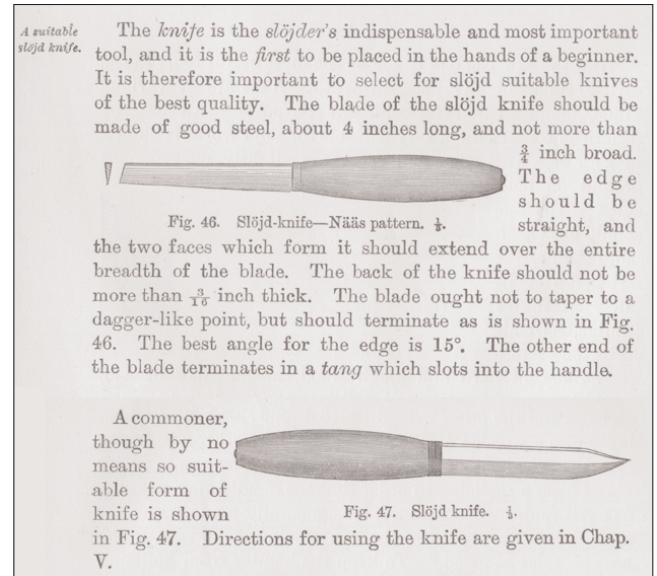 A suitable
slöjd knife.
The knife is the slöjder's indispensable and most important
tool, and it is the first to be placed in the hands of a beginner.
It is therefore important to select for slöjd suitable knives
of the best quality. The blade of the slöjd knife should be
made of good steel, about 4 inches long, and not more than
¾ inch broad.
The edge
should be
straight, and
Fig. 46. Slöjd-knife—Nääs pattern. ⅓.
the two faces which form it should extend over the entire
breadth of the blade. The back of the knife should not be
more than 3/16 inch thick. The blade ought not to taper to a
dagger-like point, but should terminate as is shown in Fig.
46. The best angle for the edge is 15°. The other end of
the blade terminates in a tang which slots into the handle.
A commoner,
though by no
means so suit-
able form of
knife is shown
Fig. 47. Slöjd knife. ⅓.
in Fig. 47. Directions for using the knife are given in Chap.
V.